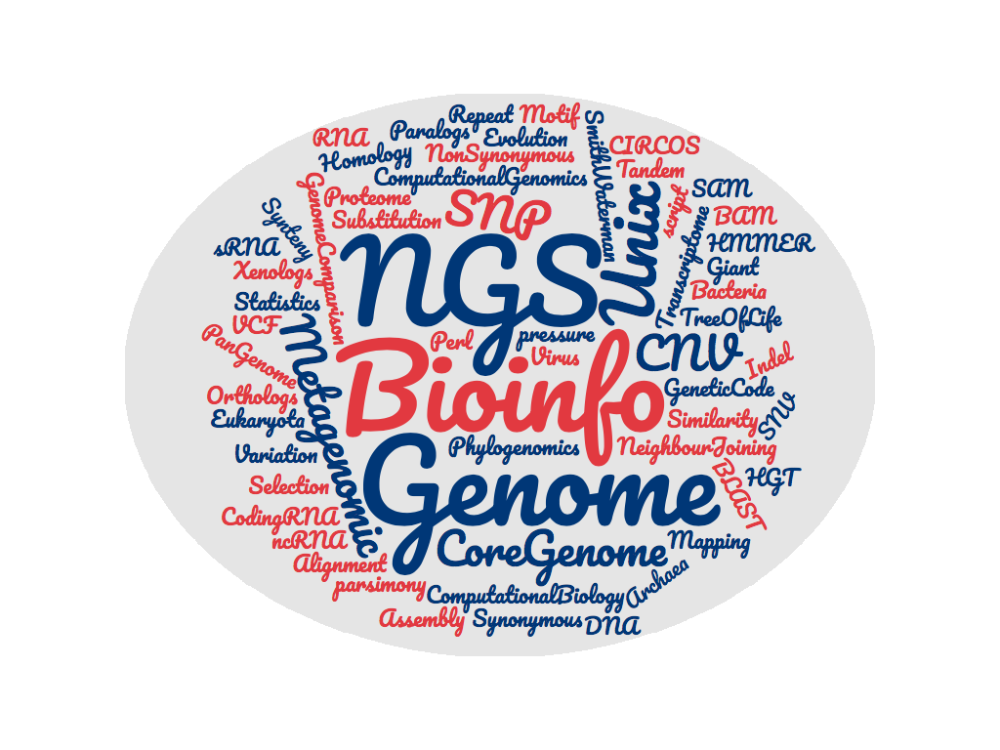 Repeat
Motif
RNA
Paralogs
Evolution
SmithWaterman
CIRCOS
Homology
NonSynonymous
Tandem
ComputationalGenomics
GenomeComparison
Proteome
SNP
Unix
script
SAM
Substitution
BAM
Synteny
Transcriptome
HMMER
sRNA
NGS
Giant
Xenologs
Bacteria
Statistics
TreeOfLife
VCF
PanGenome
Metagenomic
Perl
pressure
Virus
CNV
Indel
Bioinfo
GeneticCode
Orthologs
SNV
Eukaryota
Similarity
Variation
Phylogenomics
NeighbourJoining
BLAST
HGT
Selection
Genome
CodingRNA
ncRNA
CoreGenome
Mapping
Alignment
parsimony
ComputationalBiology
Archaea
Assembly
Synonymous
DNA